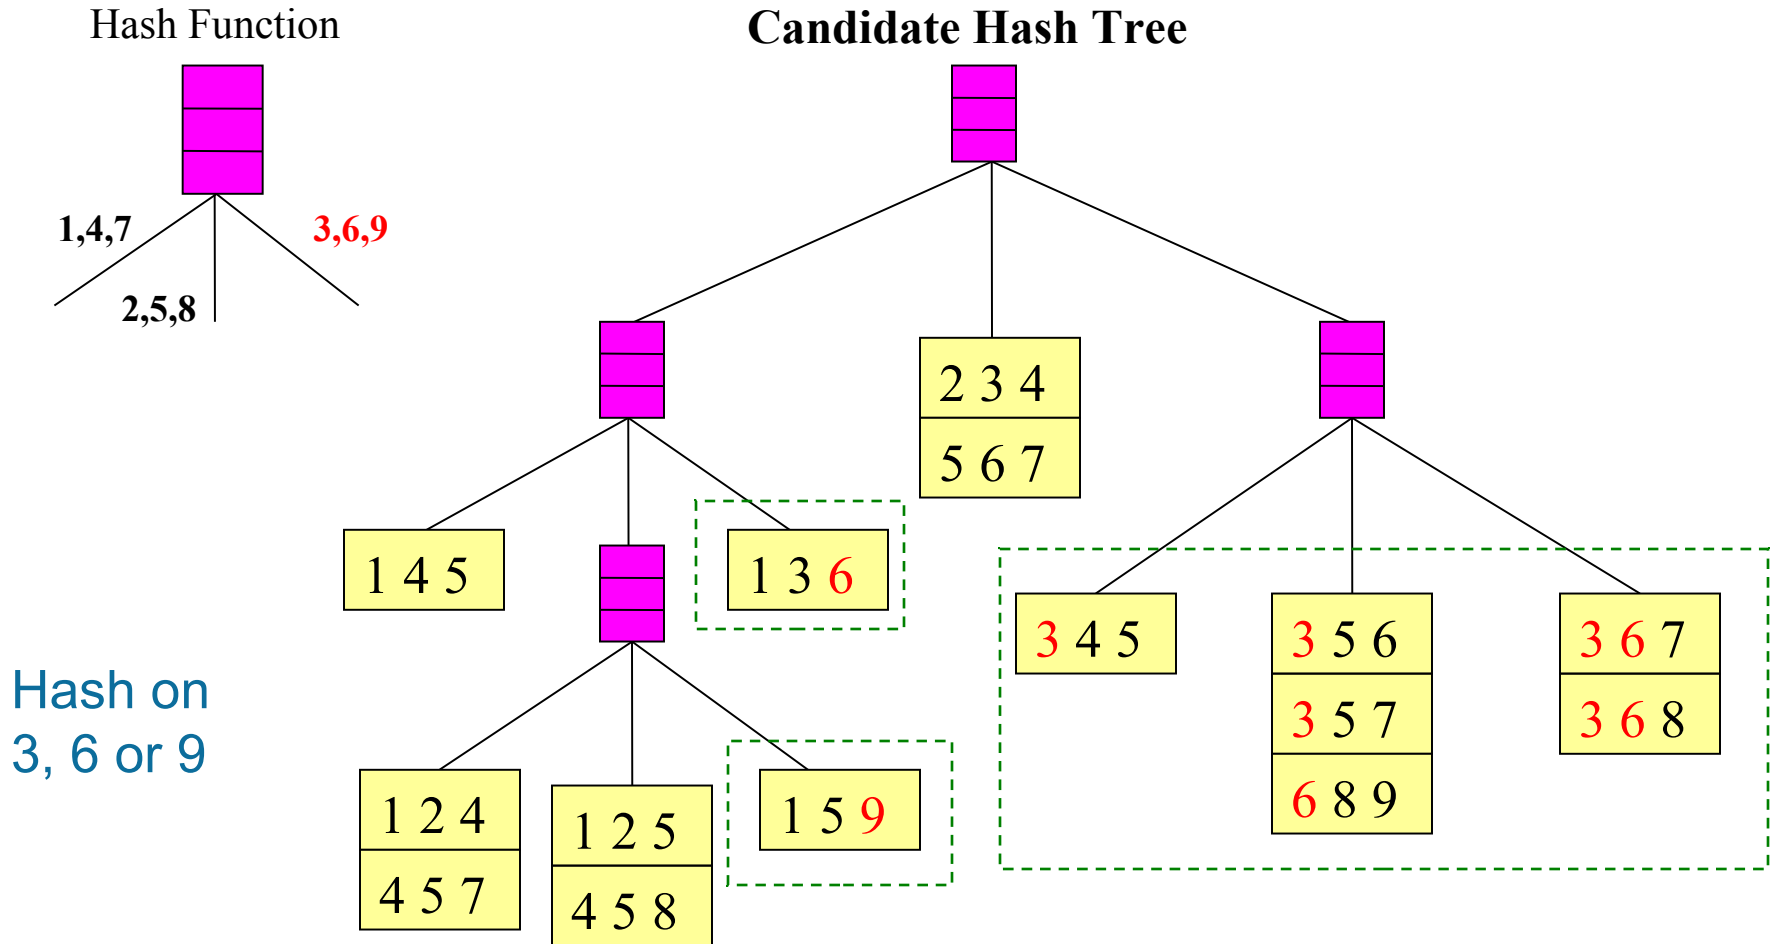 Hash Function
Candidate Hash Tree
1,4,7
3,6,9
2,5,8
2 3 4
5 6 7
1 4 5
1 3 6
3 4 5
3 5 6
3 6 7
3 5 7
3 6 8
6 8 9
Hash on
3, 6 or 9
1 2 4
1 2 5
1 5 9
4 5 7
4 5 8